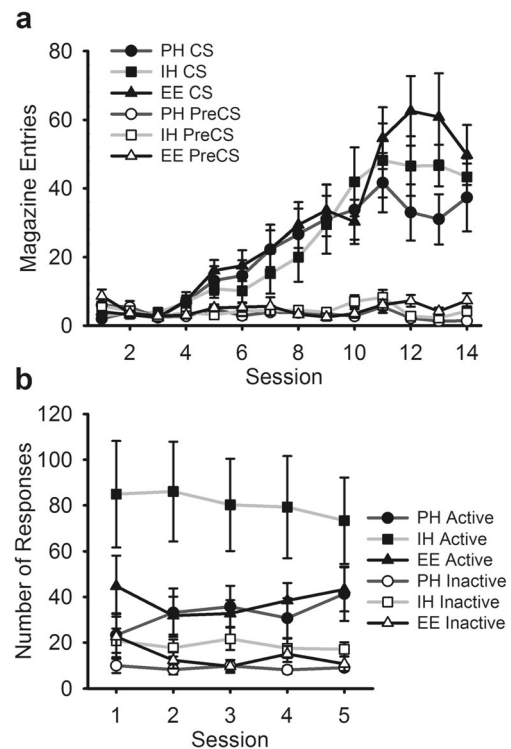 a
80
60
40
20
0
Magazine Entries
PH CS
IH CS
EE CS
PH PreCS
IH PreCS
EE PreCS
2 4 6 8 10 12 14
Session
b
120
100
80
60
40
20
0
Number of Responses
PH Active
IH Active
EE Active
PH Inactive
IH Inactive
EE Inactive
1 2 3 4 5
Session